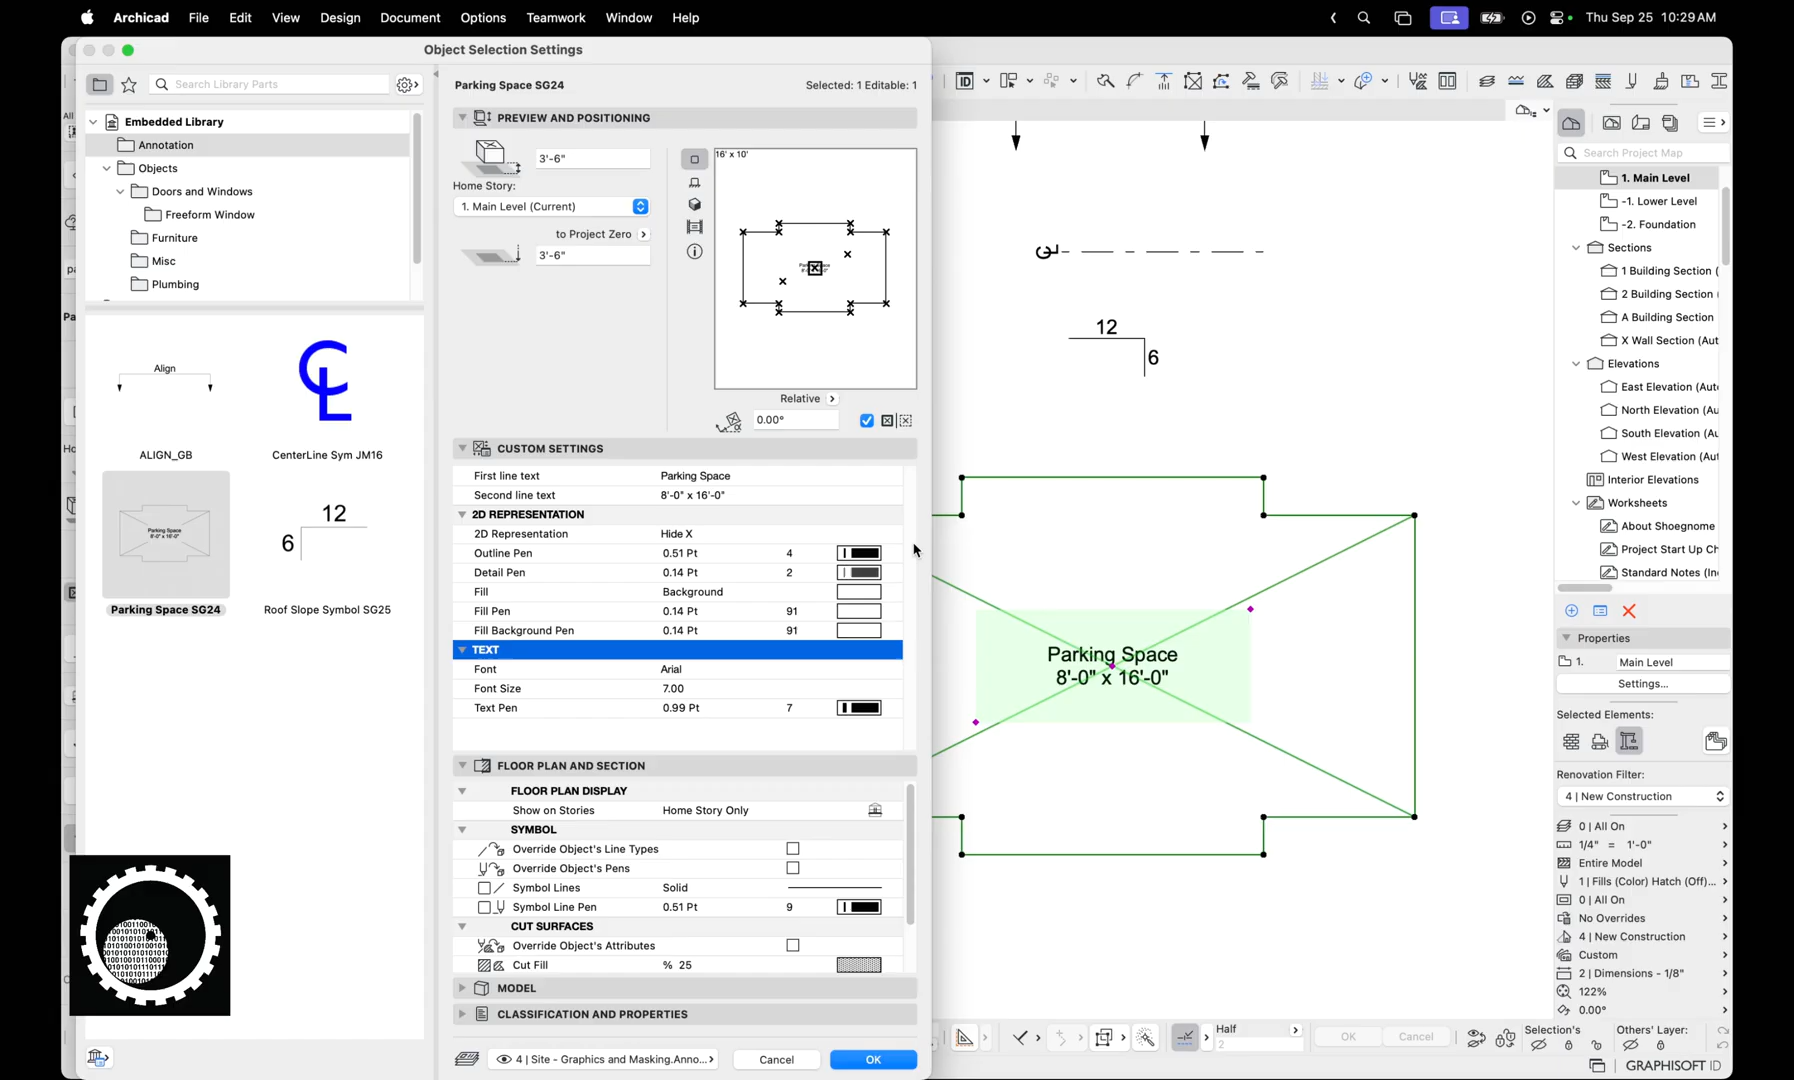 Archicad File Edit View Design Document Options Teamwork Window Help
Thu Sep 25 10:29 AM
Object Selection Settings
Search Library Parts
Embedded Library
Annotation
Objects
Doors and Windows
Freeform Window
Furniture
Misc
Plumbing
Align
ALIGN_GB
CenterLine Sym JM16
Parking Space
8'-0" x 16'-0"
Parking Space SG24
12
6
Roof Slope Symbol SG25
Parking Space SG24
Selected: 1 Editable: 1
PREVIEW AND POSITIONING
3'-6"
Home Story:
1. Main Level (Current)
to Project Zero
3'-6"
16' x 10'
Relative
0.00°
CUSTOM SETTINGS
First line text Parking Space
Second line text 8'-0" x 16'-0"
2D REPRESENTATION
2D Representation Hide X
Outline Pen 0.51 Pt 4
Detail Pen 0.14 Pt 2
Fill Background
Fill Pen 0.14 Pt 91
Fill Background Pen 0.14 Pt 91
TEXT
Font Arial
Font Size 7.00
Text Pen 0.99 Pt 7
FLOOR PLAN AND SECTION
FLOOR PLAN DISPLAY
Show on Stories Home Story Only
SYMBOL
Override Object's Line Types
Override Object's Pens
Symbol Lines Solid
Symbol Line Pen 0.51 Pt 9
CUT SURFACES
Override Object's Attributes
Cut Fill % 25
MODEL
CLASSIFICATION AND PROPERTIES
4 | Site - Graphics and Masking.Anno...
Cancel
OK
12
6
Parking Space
8'-0" x 16'-0"
Half
2
OK
Cancel
Selection's
Others' Layer:
GRAPHISOFT ID
Search Project Map
1. Main Level
-1. Lower Level
-2. Foundation
Sections
1 Building Section (
2 Building Section
A Building Section
X Wall Section (Aut
Elevations
East Elevation (Aut
North Elevation (Au
South Elevation (Au
West Elevation (Aut
Interior Elevations
Worksheets
About Shoegnome
Project Start Up Ch
Standard Notes (In
Properties
1. Main Level
Settings...
Selected Elements:
Renovation Filter:
4 | New Construction
0 | All On
1/4" = 1'-0"
Entire Model
1 | Fills (Color) Hatch (Off)...
0 | All On
No Overrides
4 | New Construction
Custom
2 | Dimensions - 1/8"
122%
0.00°